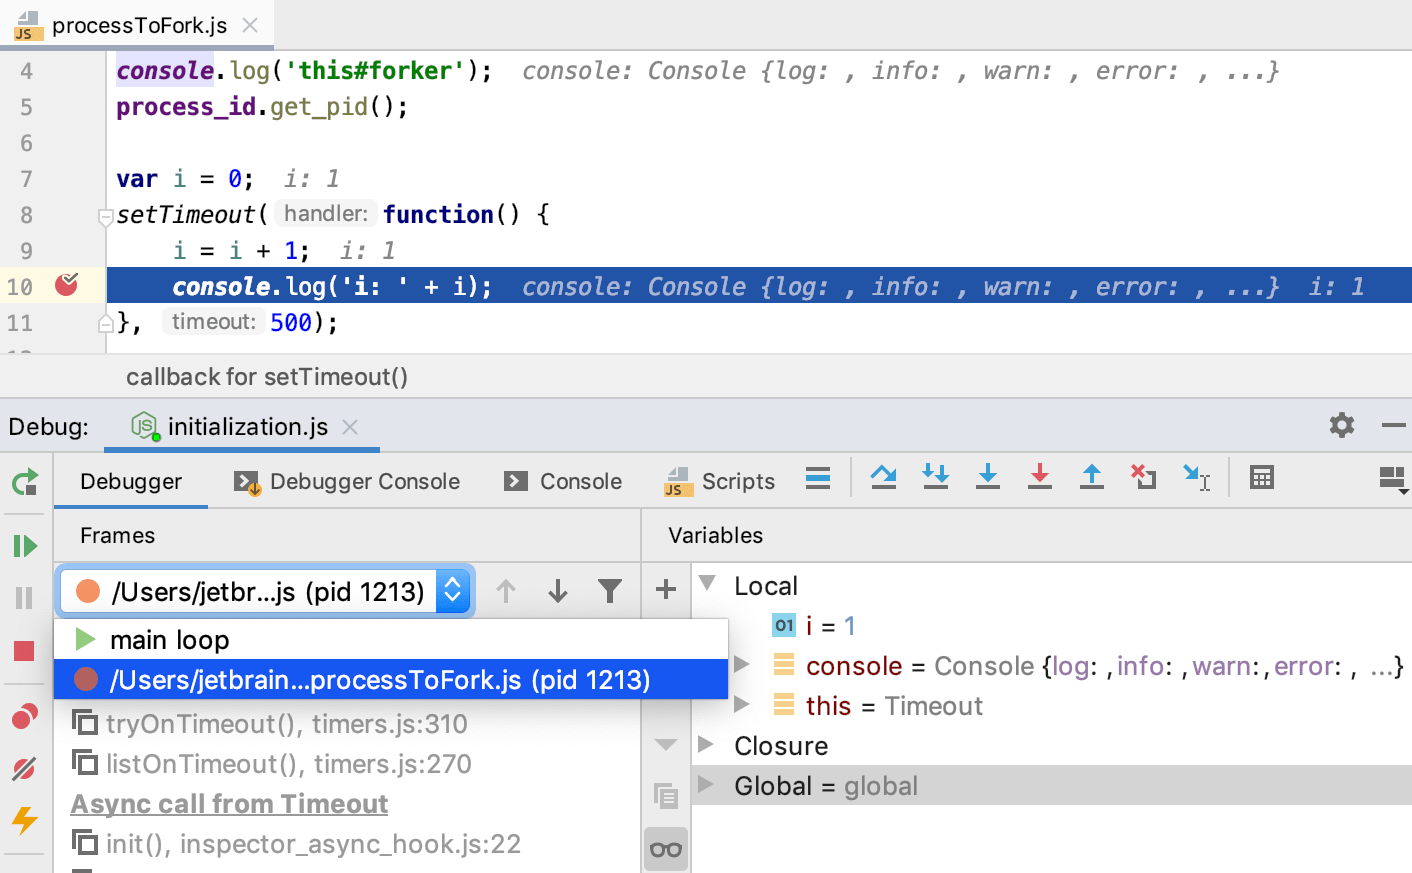 JS processToFork.js
4 console.log('this#forker'); console: Console {log: , info: , warn: , error: , ...}
5 process_id.get_pid();
6
7 var i = 0; i: 1
8 setTimeout( handler: function() {
9 i = i + 1; i: 1
10 console.log('i: ' + i); console: Console {log: , info: , warn: , error: , ...} i: 1
11 }, timeout: 500);
callback for setTimeout()
Debug: JS initialization.js
Debugger Debugger Console Console JS Scripts
Frames Variables
/Users/jetbr...js (pid 1213)
main loop
/Users/jetbrain...processToFork.js (pid 1213)
tryOnTimeout(), timers.js:310
listOnTimeout(), timers.js:270
Async call from Timeout
init(), inspector_async_hook.js:22
Local
01 i = 1
console = Console {log: ,info: ,warn: ,error: , ...}
this = Timeout
Closure
Global = global